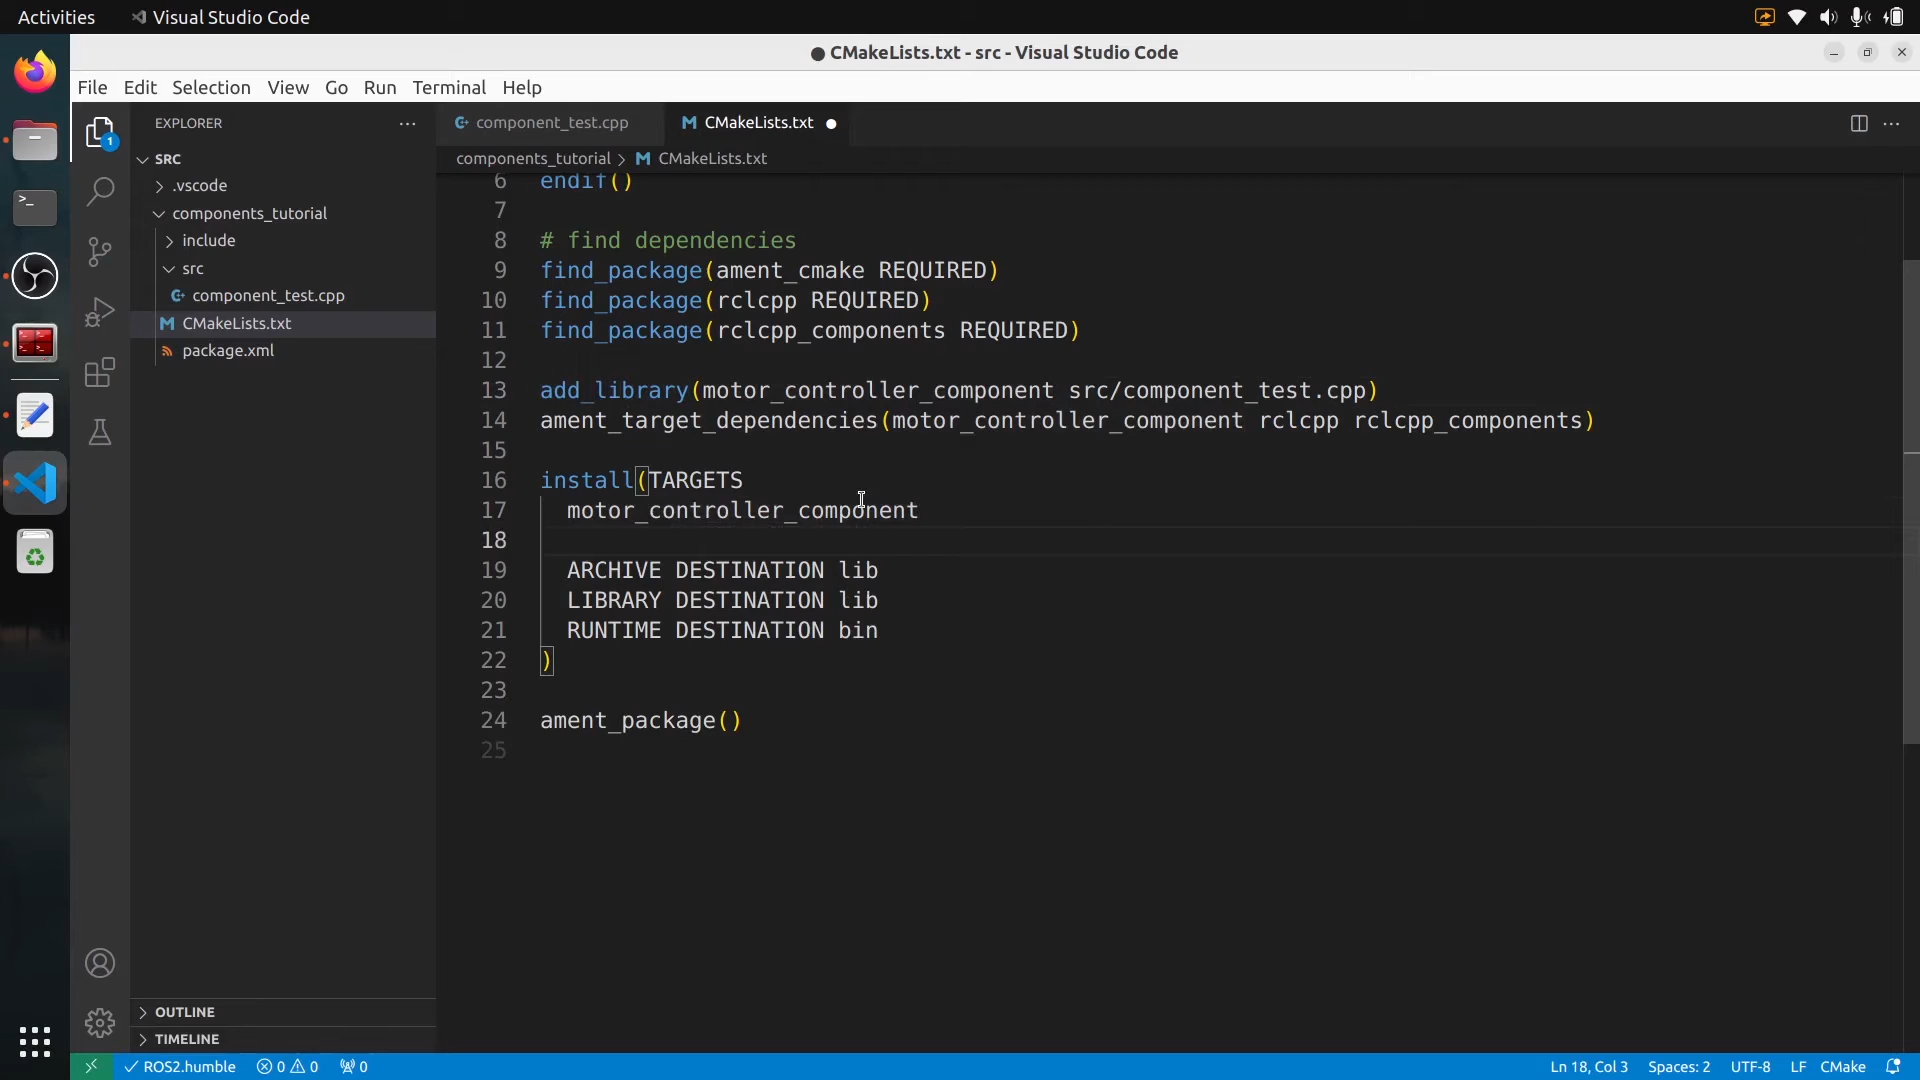 Activities
Visual Studio Code
CMakeLists.txt - src - Visual Studio Code
File Edit Selection View Go Run Terminal Help
1
EXPLORER
SRC
.vscode
components_tutorial
include
src
component_test.cpp
CMakeLists.txt
package.xml
OUTLINE
TIMELINE
component_test.cpp
CMakeLists.txt
components_tutorial > CMakeLists.txt
6 endif()
7
8 # find dependencies
9 find_package(ament_cmake REQUIRED)
10 find_package(rclcpp REQUIRED)
11 find_package(rclcpp_components REQUIRED)
12
13 add_library(motor_controller_component src/component_test.cpp)
14 ament_target_dependencies(motor_controller_component rclcpp rclcpp_components)
15
16 install(TARGETS
17 motor_controller_component
18
19 ARCHIVE DESTINATION lib
20 LIBRARY DESTINATION lib
21 RUNTIME DESTINATION bin
22 )
23
24 ament_package()
25
ROS2.humble 0 0 0 Ln 18, Col 3 Spaces: 2 UTF-8 LF CMake